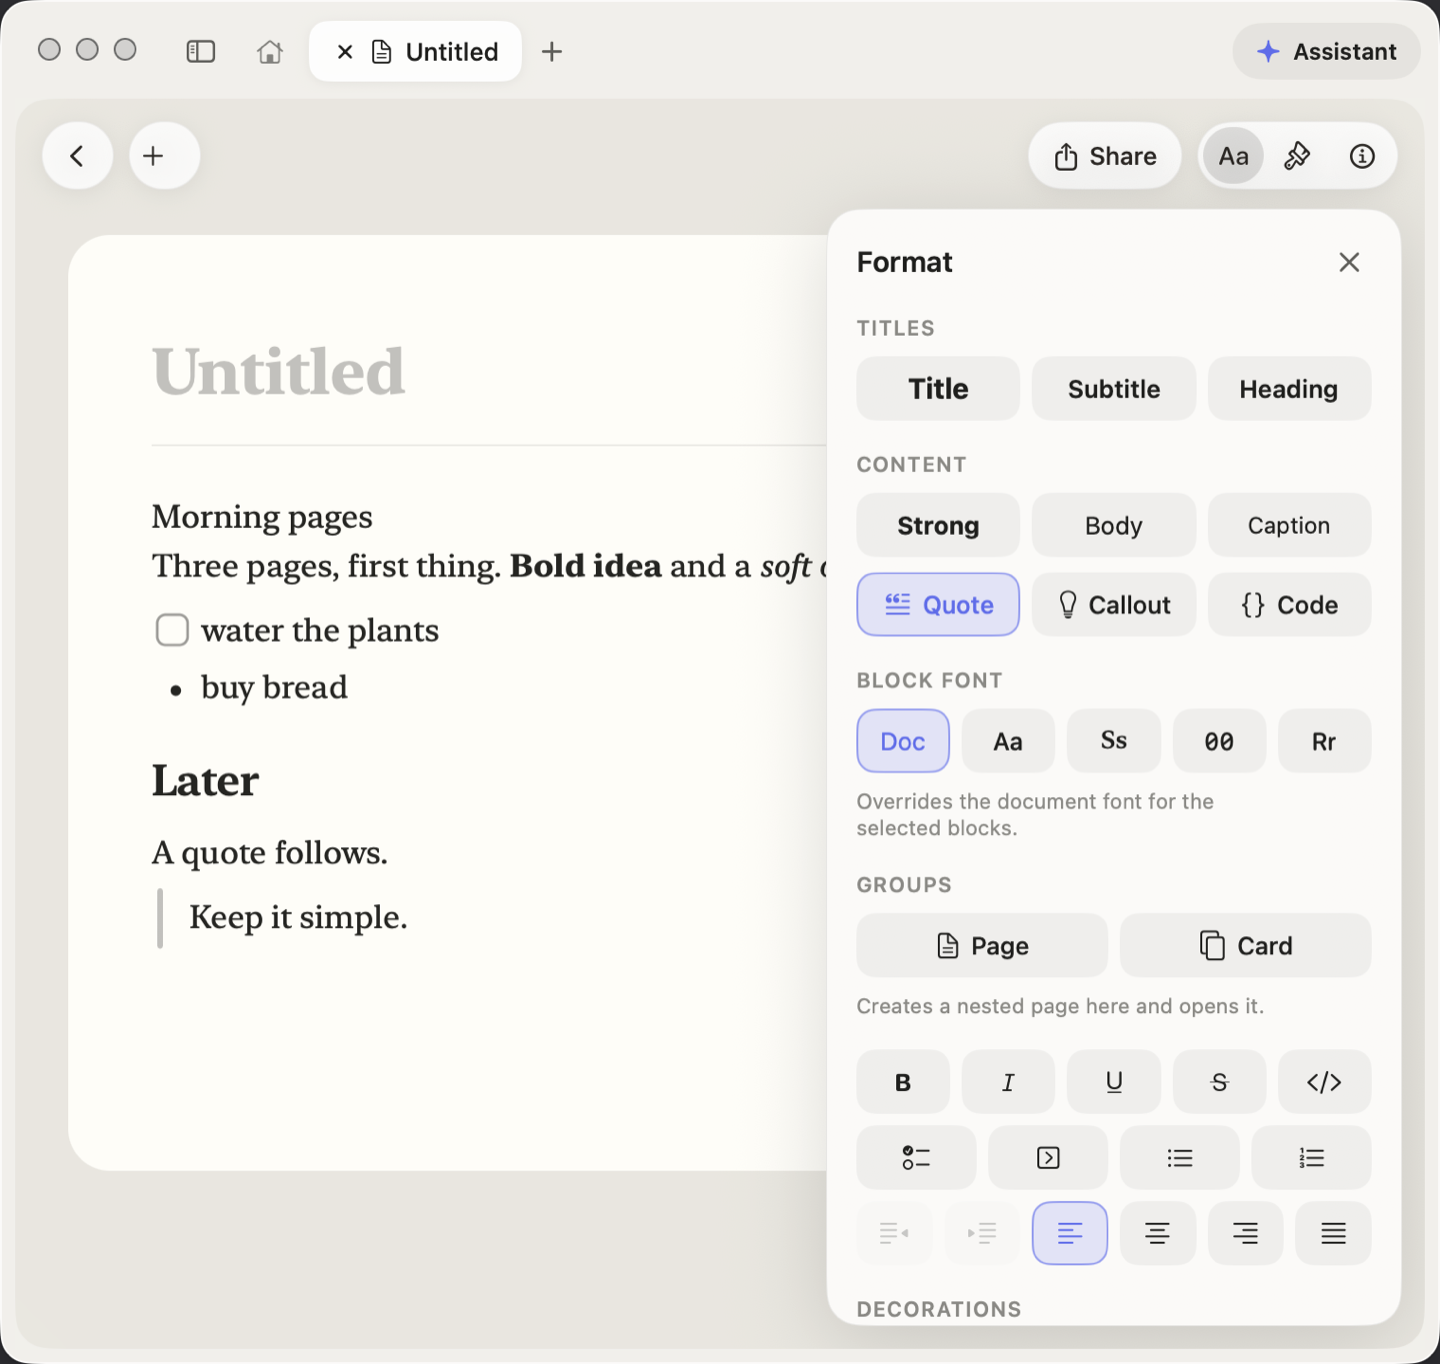 Untitled
Assistant
Share
Aa
Untitled
Morning pages
Three pages, first thing. Bold idea and a soft
water the plants
• buy bread
Later
A quote follows.
Keep it simple.
Format
TITLES
Title Subtitle Heading
CONTENT
Strong Body Caption
Quote Callout {} Code
BLOCK FONT
Doc Aa Ss 00 Rr
Overrides the document font for the
selected blocks.
GROUPS
Page Card
Creates a nested page here and opens it.
B I U S </>
DECORATIONS